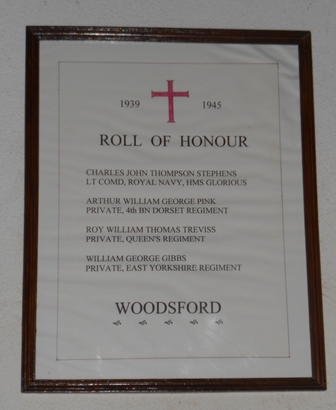 1939 1945
ROLL OF HONOUR
CHARLES JOHN THOMPSON STEPHENS
LT COMD, ROYAL NAVY, HMS GLORIOUS
ARTHUR WILLIAM GEORGE PINK
PRIVATE, 4th BN DORSET REGIMENT
ROY WILLIAM THOMAS TREVISS
PRIVATE, QUEEN'S REGIMENT
WILLIAM GEORGE GIBBS
PRIVATE, EAST YORKSHIRE REGIMENT
WOODSFORD